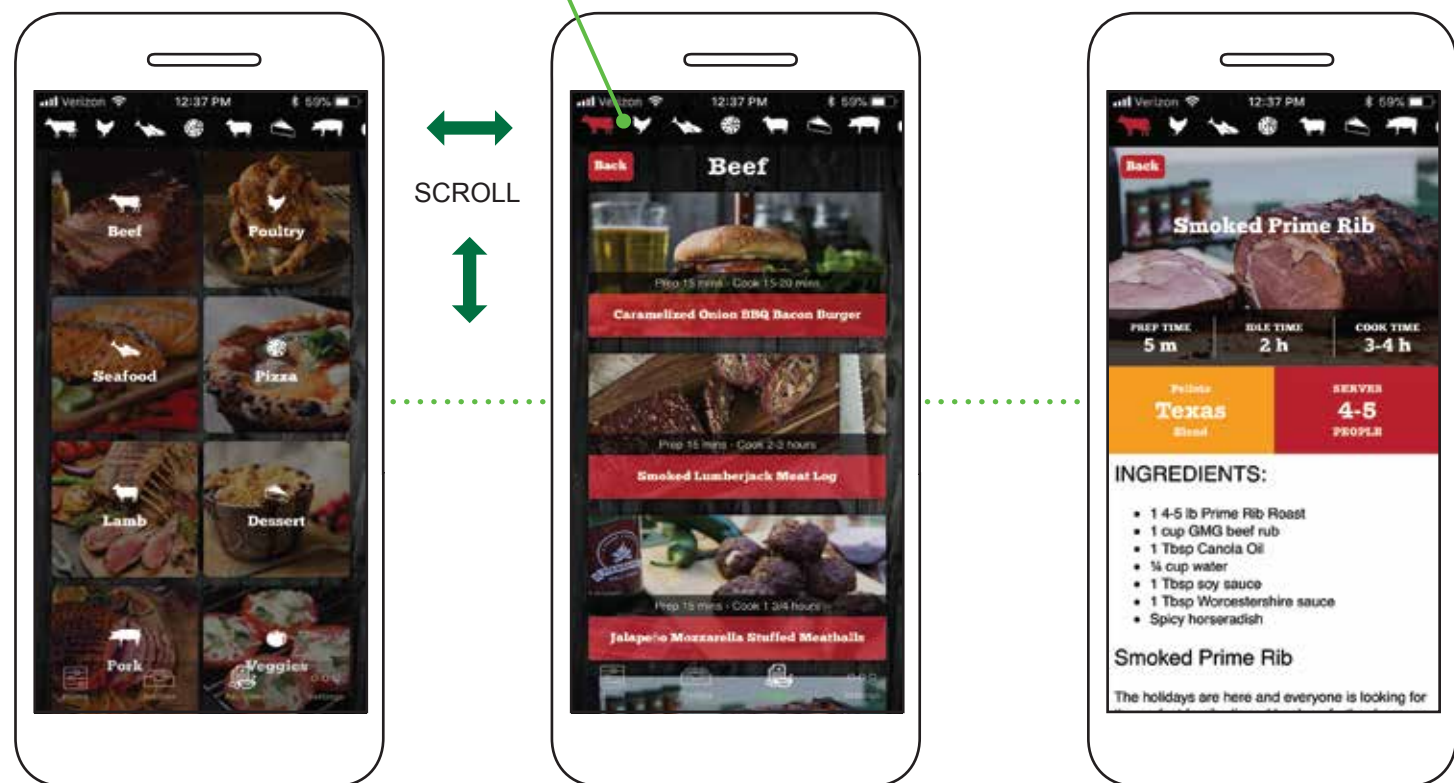 Verizon 12:37 PM 59%
Beef Poultry
Seafood Pizza
Lamb Dessert
Pork Veggies
Settings
SCROLL
Verizon 12:37 PM 59%
Back Beef
Prep 15 mins - Cook 15-20 mins
Caramelized Onion BBQ Bacon Burger
Prep 15 mins - Cook 2-3 hours
Smoked Lumberjack Meat Log
Prep 15 mins - Cook 1 3/4 hours
Jalapeño Mozzarella Stuffed Meatballs
Settings
Verizon 12:37 PM 59%
Back
Smoked Prime Rib
PREP TIME IDLE TIME COOK TIME
5 m 2 h 3-4 h
Pellets SERVES
Texas 4-5
Blend PEOPLE
INGREDIENTS:
• 1 4-5 lb Prime Rib Roast
• 1 cup GMG beef rub
• 1 Tbsp Canola Oil
• ¼ cup water
• 1 Tbsp soy sauce
• 1 Tbsp Worcestershire sauce
• Spicy horseradish
Smoked Prime Rib
The holidays are here and everyone is looking for